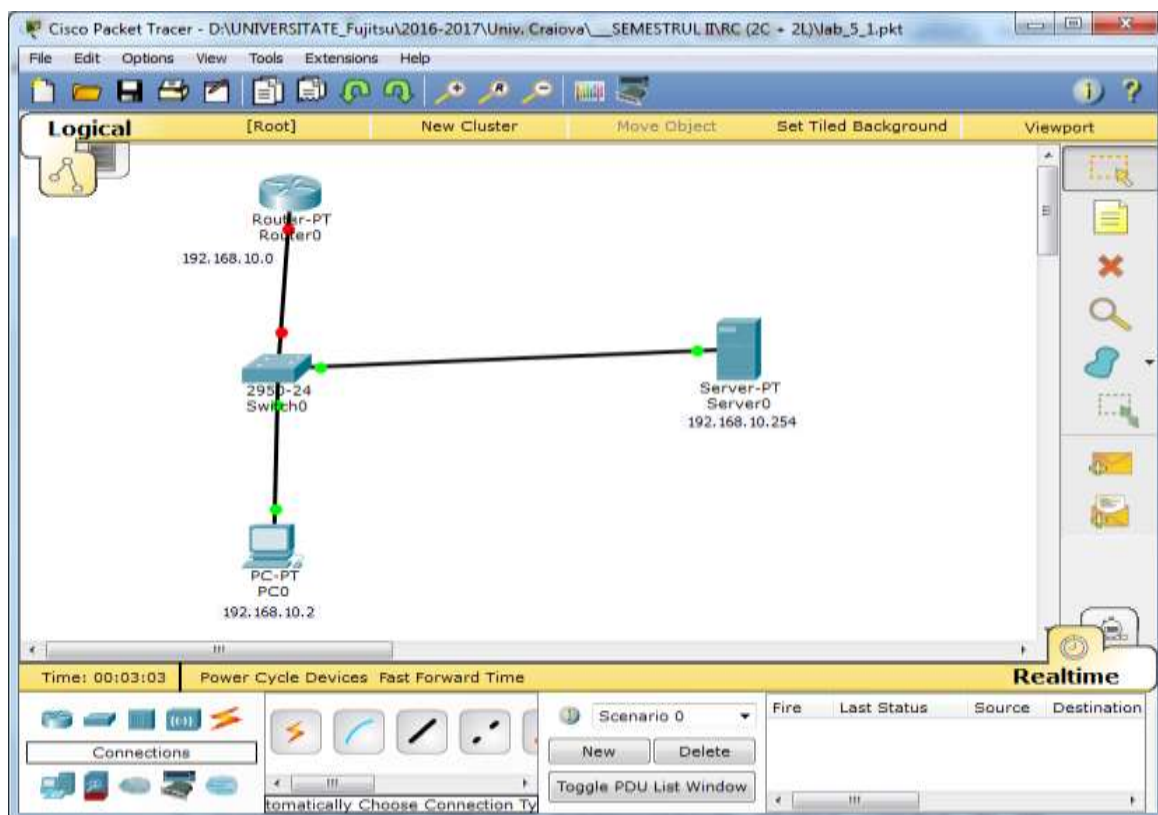 Cisco Packet Tracer - D:\UNIVERSITATE_Fujitsu\2016-2017\Univ. Craiova\__SEMESTRUL II\RC (2C + 2L)\lab_5_1.pkt
File Edit Options View Tools Extensions Help
Logical [Root] New Cluster Move Object Set Tiled Background Viewport
Router-PT
Router0
192.168.10.0
2950-24
Switch0
Server-PT
Server0
192.168.10.254
PC-PT
PC0
192.168.10.2
Time: 00:03:03 Power Cycle Devices Fast Forward Time Realtime
Scenario 0
Fire Last Status Source Destination
Connections
New Delete
Toggle PDU List Window
tomatically Choose Connection Ty